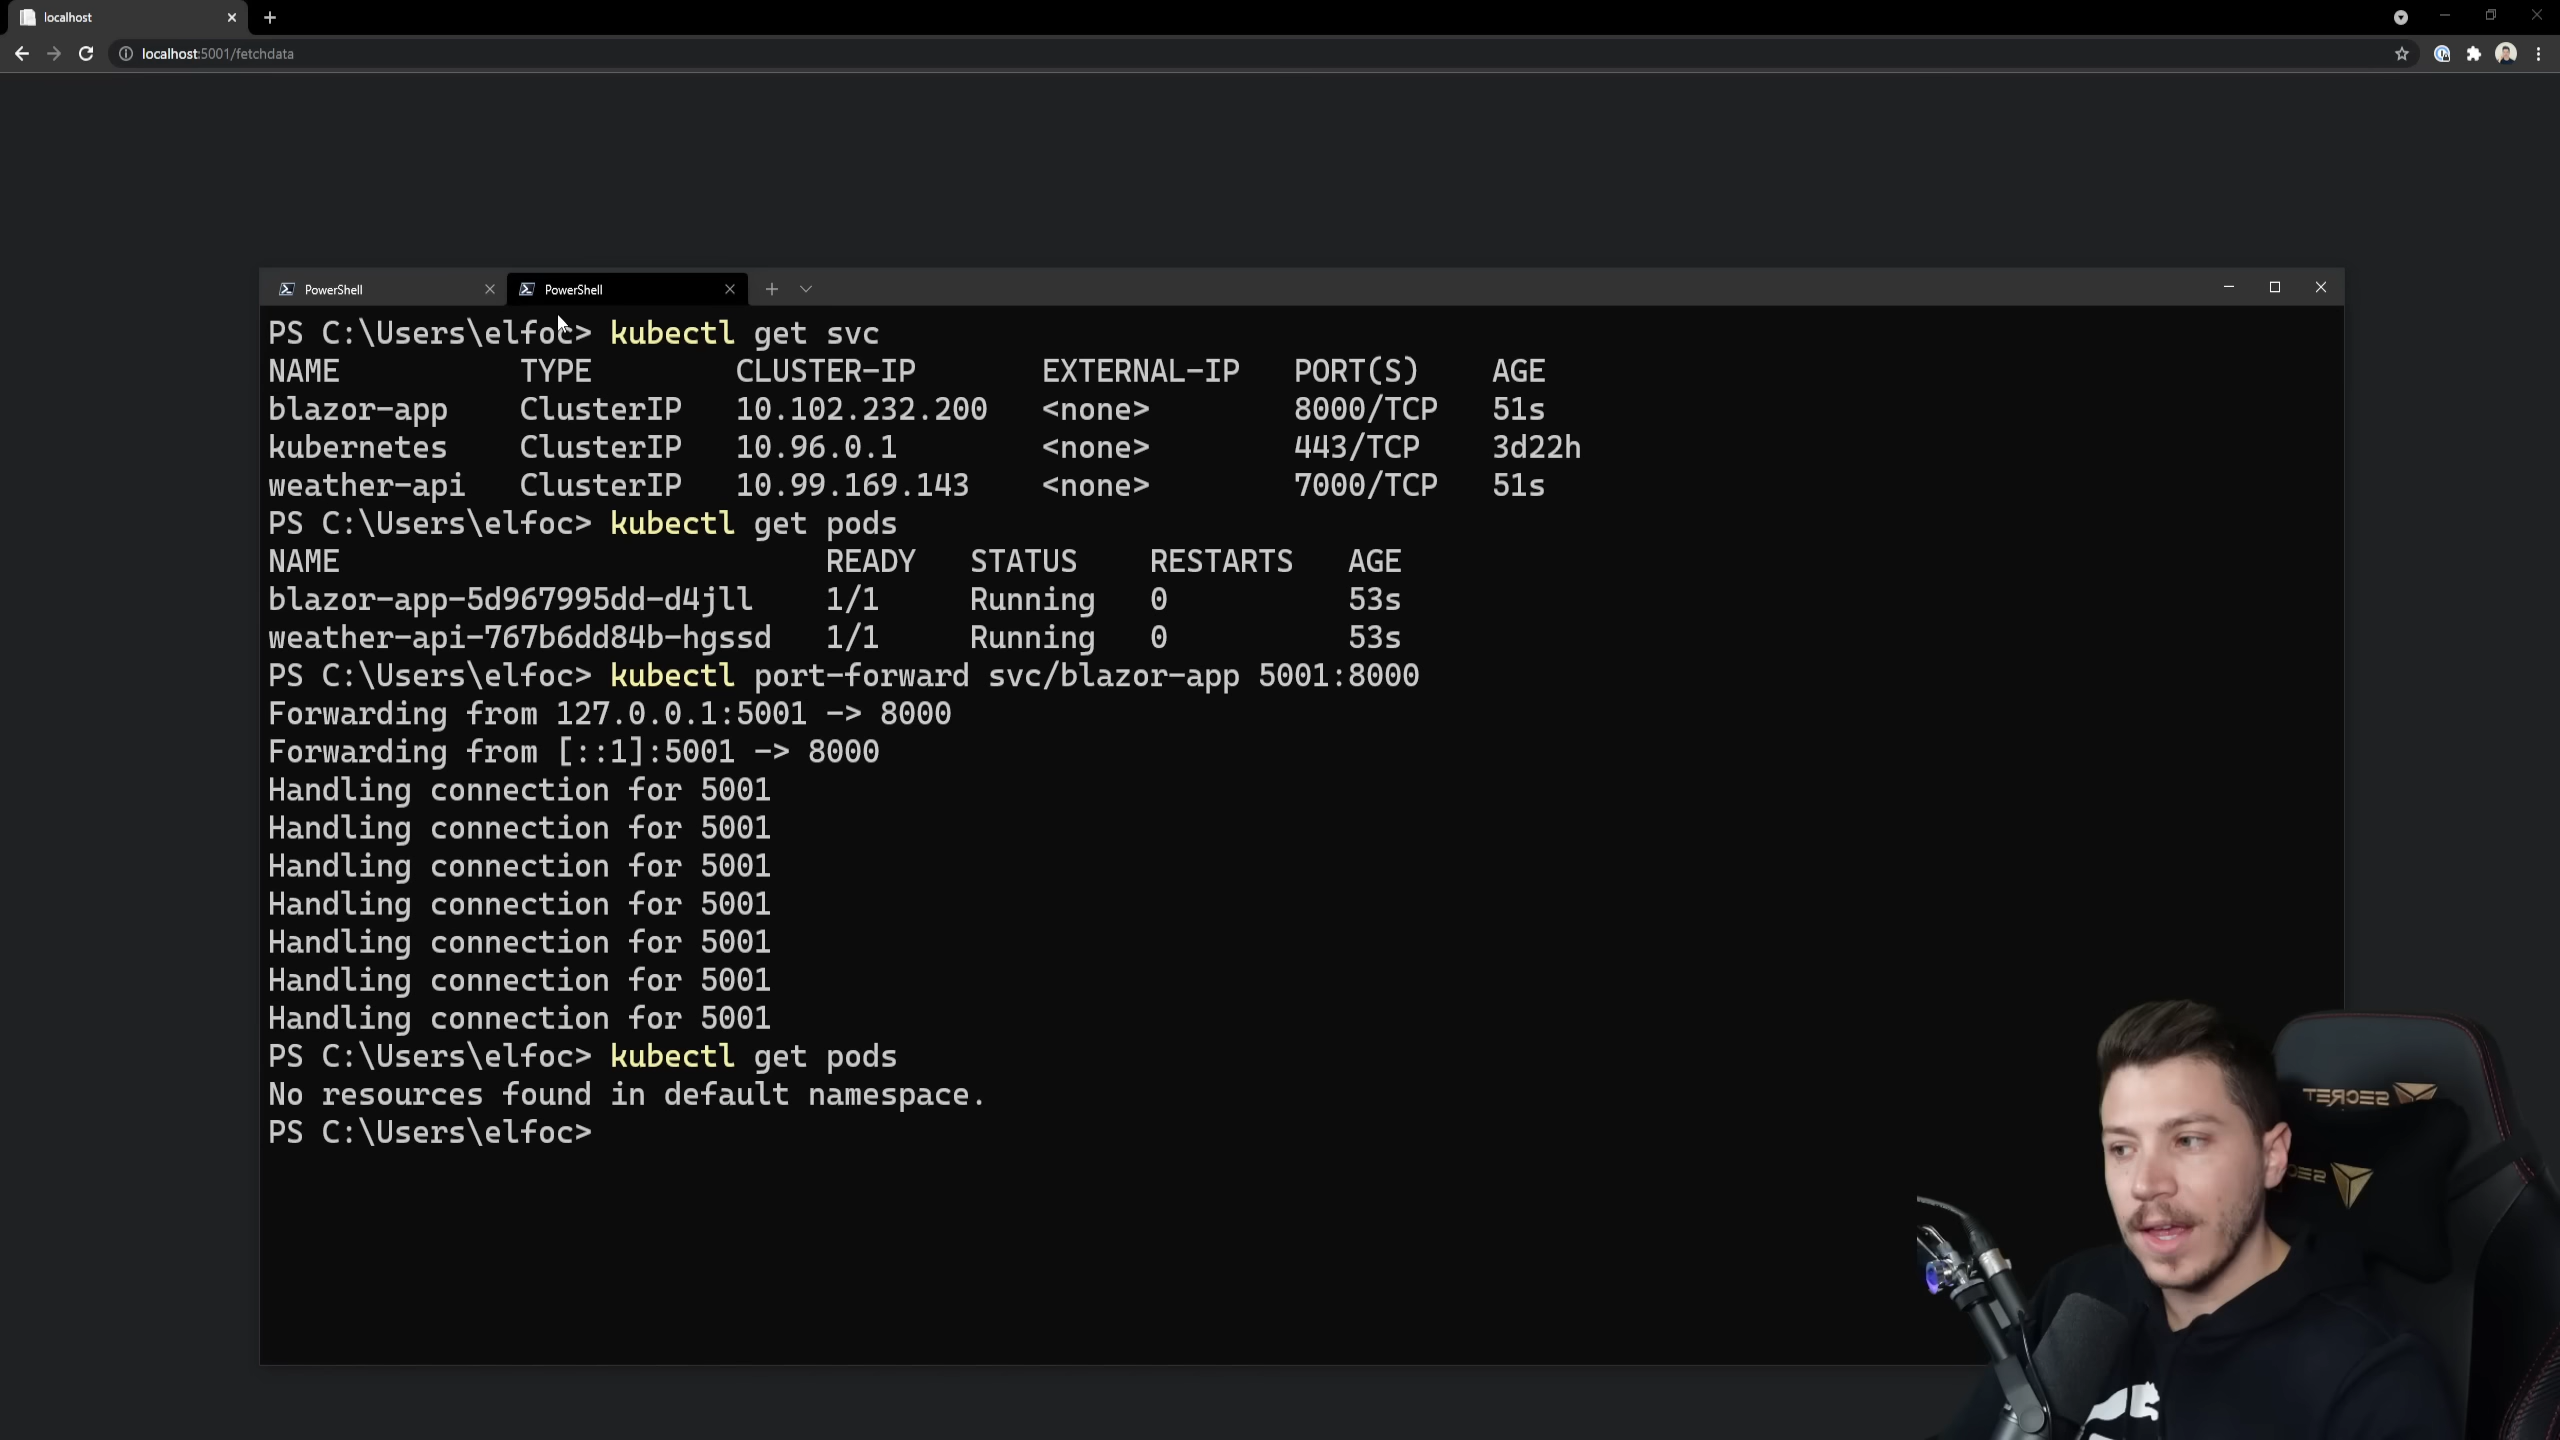 localhost
localhost:5001/fetchdata
PowerShell
PowerShell
PS C:\Users\elfoc> kubectl get svc
NAME TYPE CLUSTER-IP EXTERNAL-IP PORT(S) AGE
blazor-app ClusterIP 10.102.232.200 <none> 8000/TCP 51s
kubernetes ClusterIP 10.96.0.1 <none> 443/TCP 3d22h
weather-api ClusterIP 10.99.169.143 <none> 7000/TCP 51s
PS C:\Users\elfoc> kubectl get pods
NAME READY STATUS RESTARTS AGE
blazor-app-5d967995dd-d4jll 1/1 Running 0 53s
weather-api-767b6dd84b-hgssd 1/1 Running 0 53s
PS C:\Users\elfoc> kubectl port-forward svc/blazor-app 5001:8000
Forwarding from 127.0.0.1:5001 -> 8000
Forwarding from [::1]:5001 -> 8000
Handling connection for 5001
Handling connection for 5001
Handling connection for 5001
Handling connection for 5001
Handling connection for 5001
Handling connection for 5001
Handling connection for 5001
PS C:\Users\elfoc> kubectl get pods
No resources found in default namespace.
PS C:\Users\elfoc>
SECRET